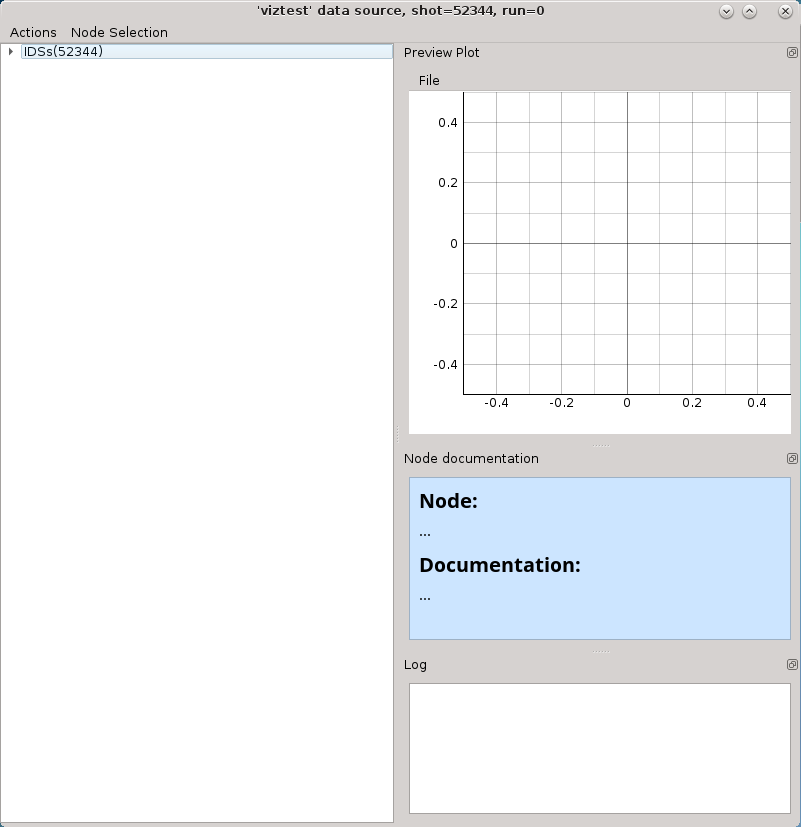 'viztest' data source, shot=52344, run=0
Actions Node Selection
IDSs(52344)
Preview Plot
File
0.4
0.2
0
-0.2
-0.4
-0.4 -0.2 0 0.2 0.4
Node documentation
Node:
...
Documentation:
...
Log